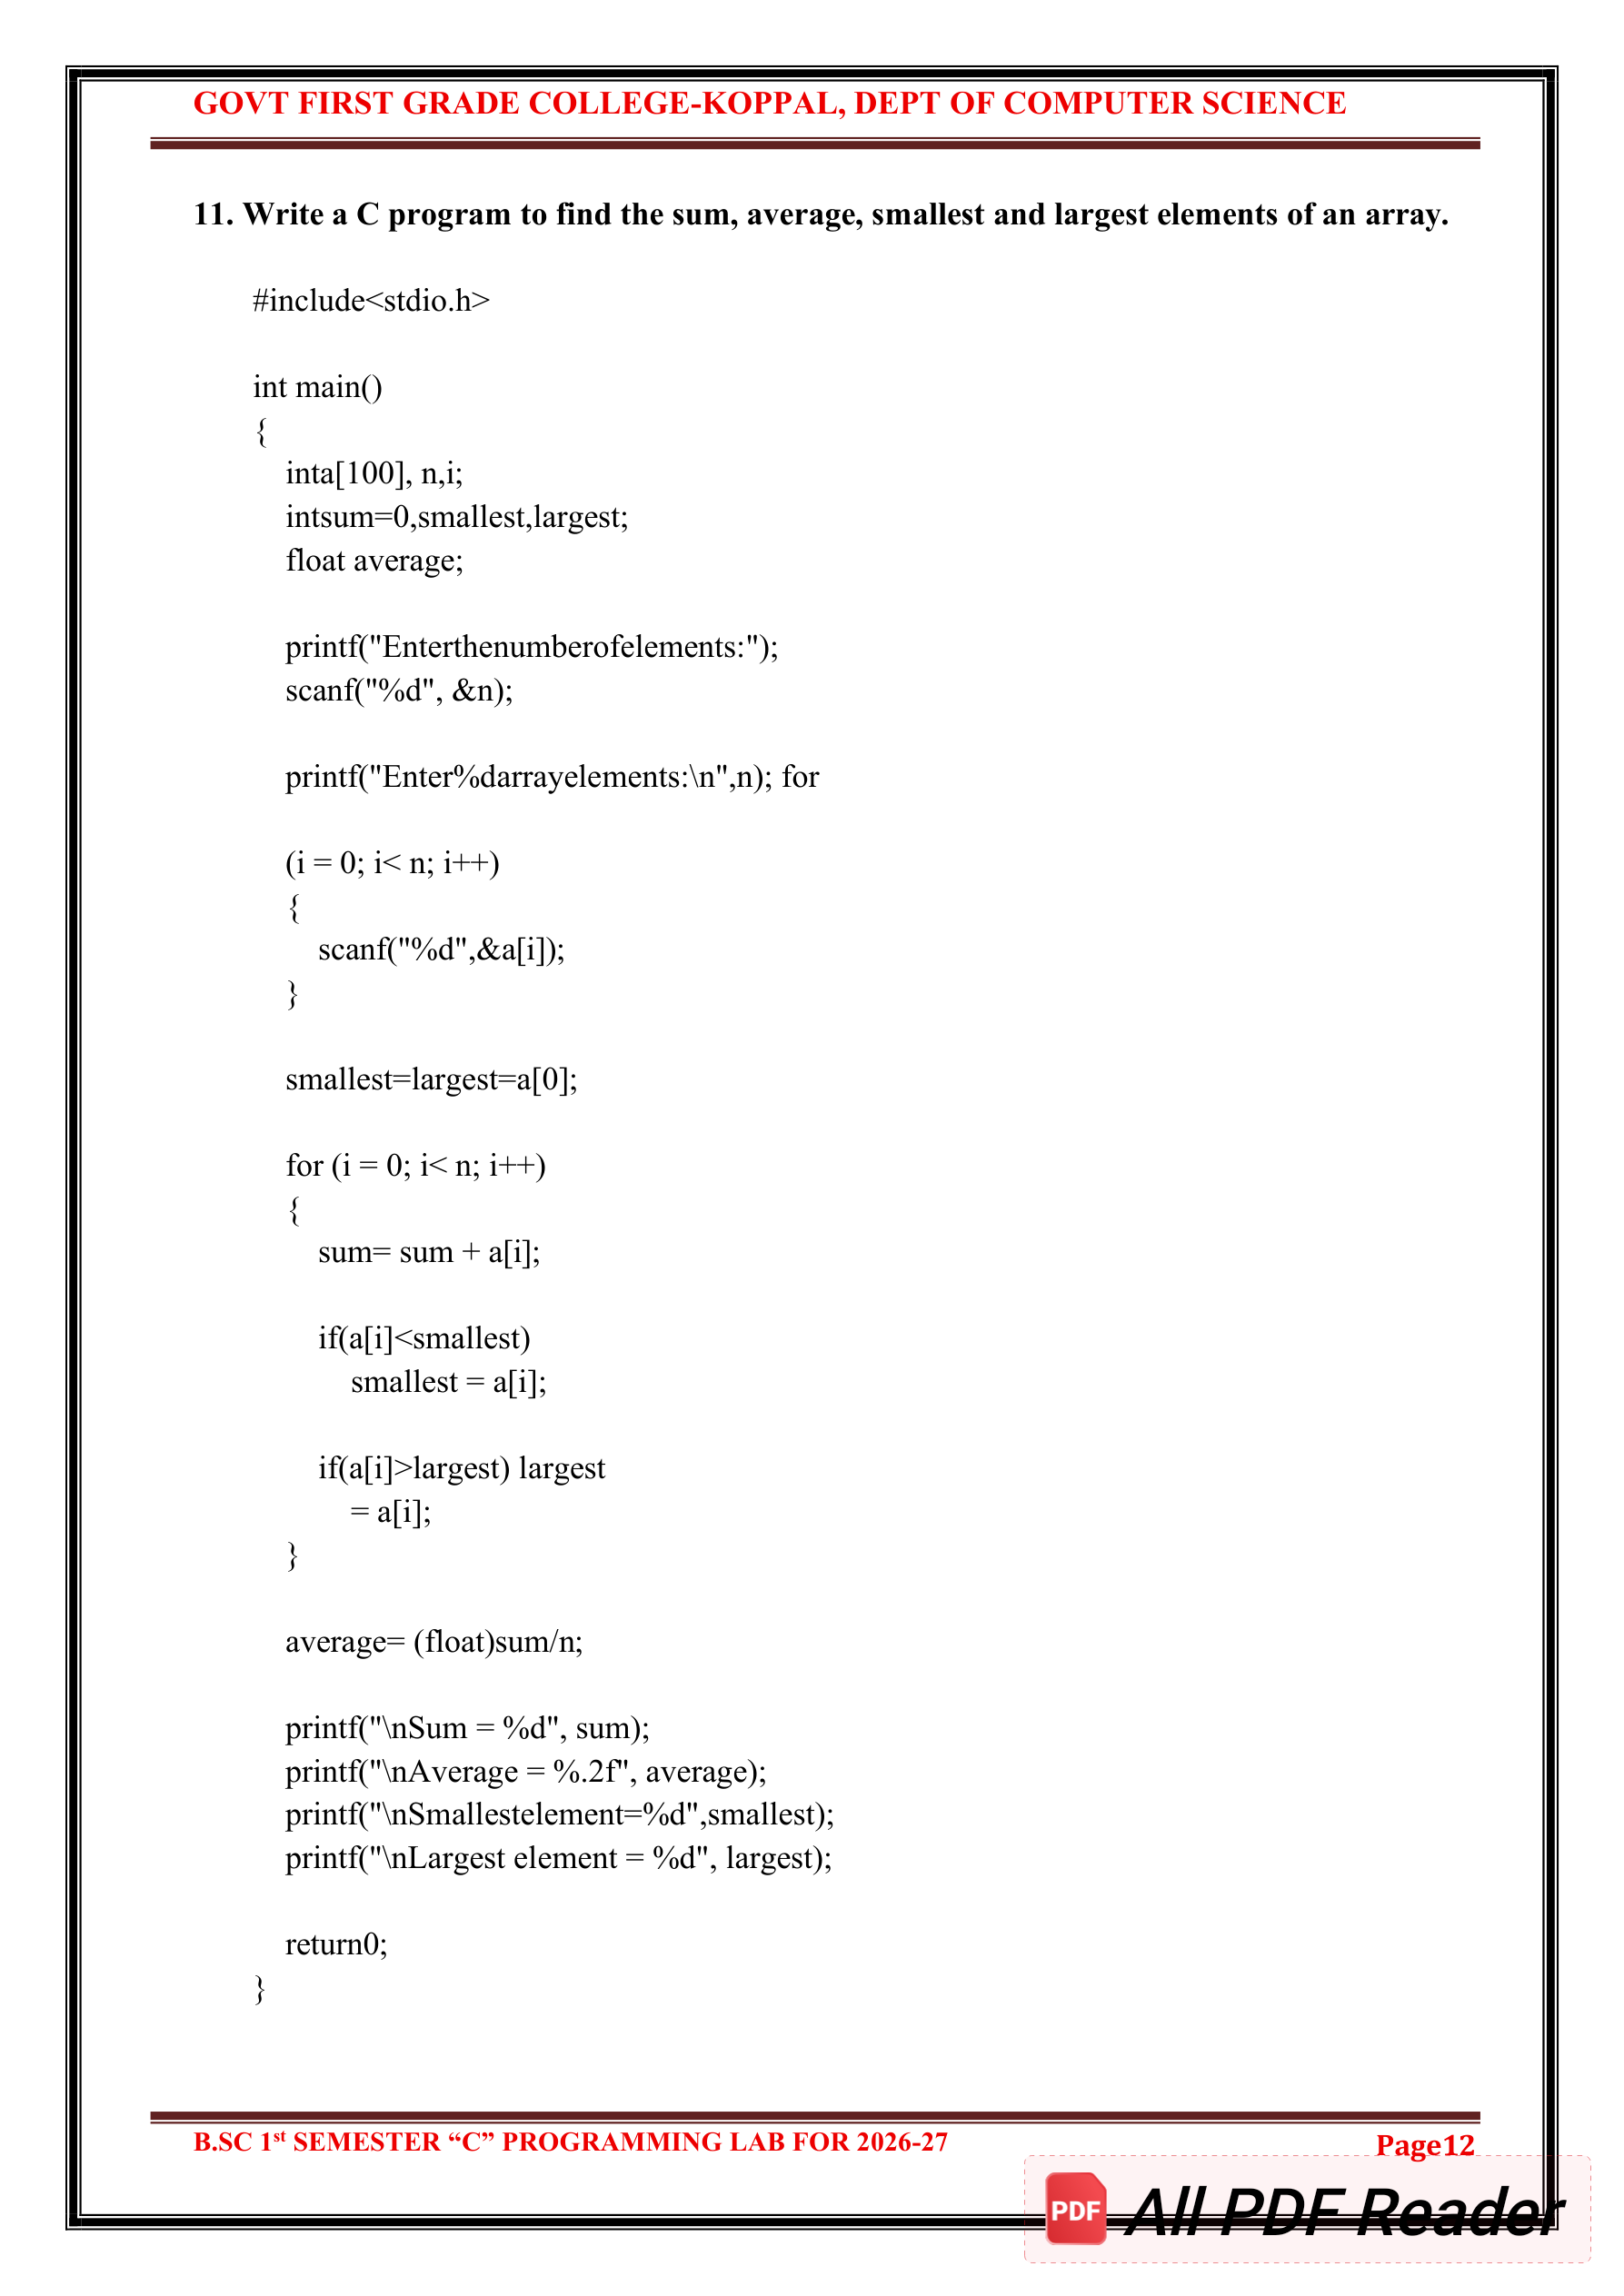 GOVT FIRST GRADE COLLEGE-KOPPAL, DEPT OF COMPUTER SCIENCE
11. Write a C program to find the sum, average, smallest and largest elements of an array.
#include<stdio.h>
int main()
{
inta[100], n,i;
intsum=0,smallest,largest;
float average;
printf("Enterthenumberofelements:");
scanf("%d", &n);
printf("Enter%darrayelements:\n",n); for
(i = 0; i< n; i++)
{
scanf("%d",&a[i]);
}
smallest=largest=a[0];
for (i = 0; i< n; i++)
{
sum= sum + a[i];
if(a[i]<smallest)
smallest = a[i];
if(a[i]>largest) largest
= a[i];
}
average= (float)sum/n;
printf("\nSum = %d", sum);
printf("\nAverage = %.2f", average);
printf("\nSmallestelement=%d",smallest);
printf("\nLargest element = %d", largest);
return0;
}
B.SC 1st SEMESTER “C” PROGRAMMING LAB FOR 2026-27
Page12
PDF All PDF Reader